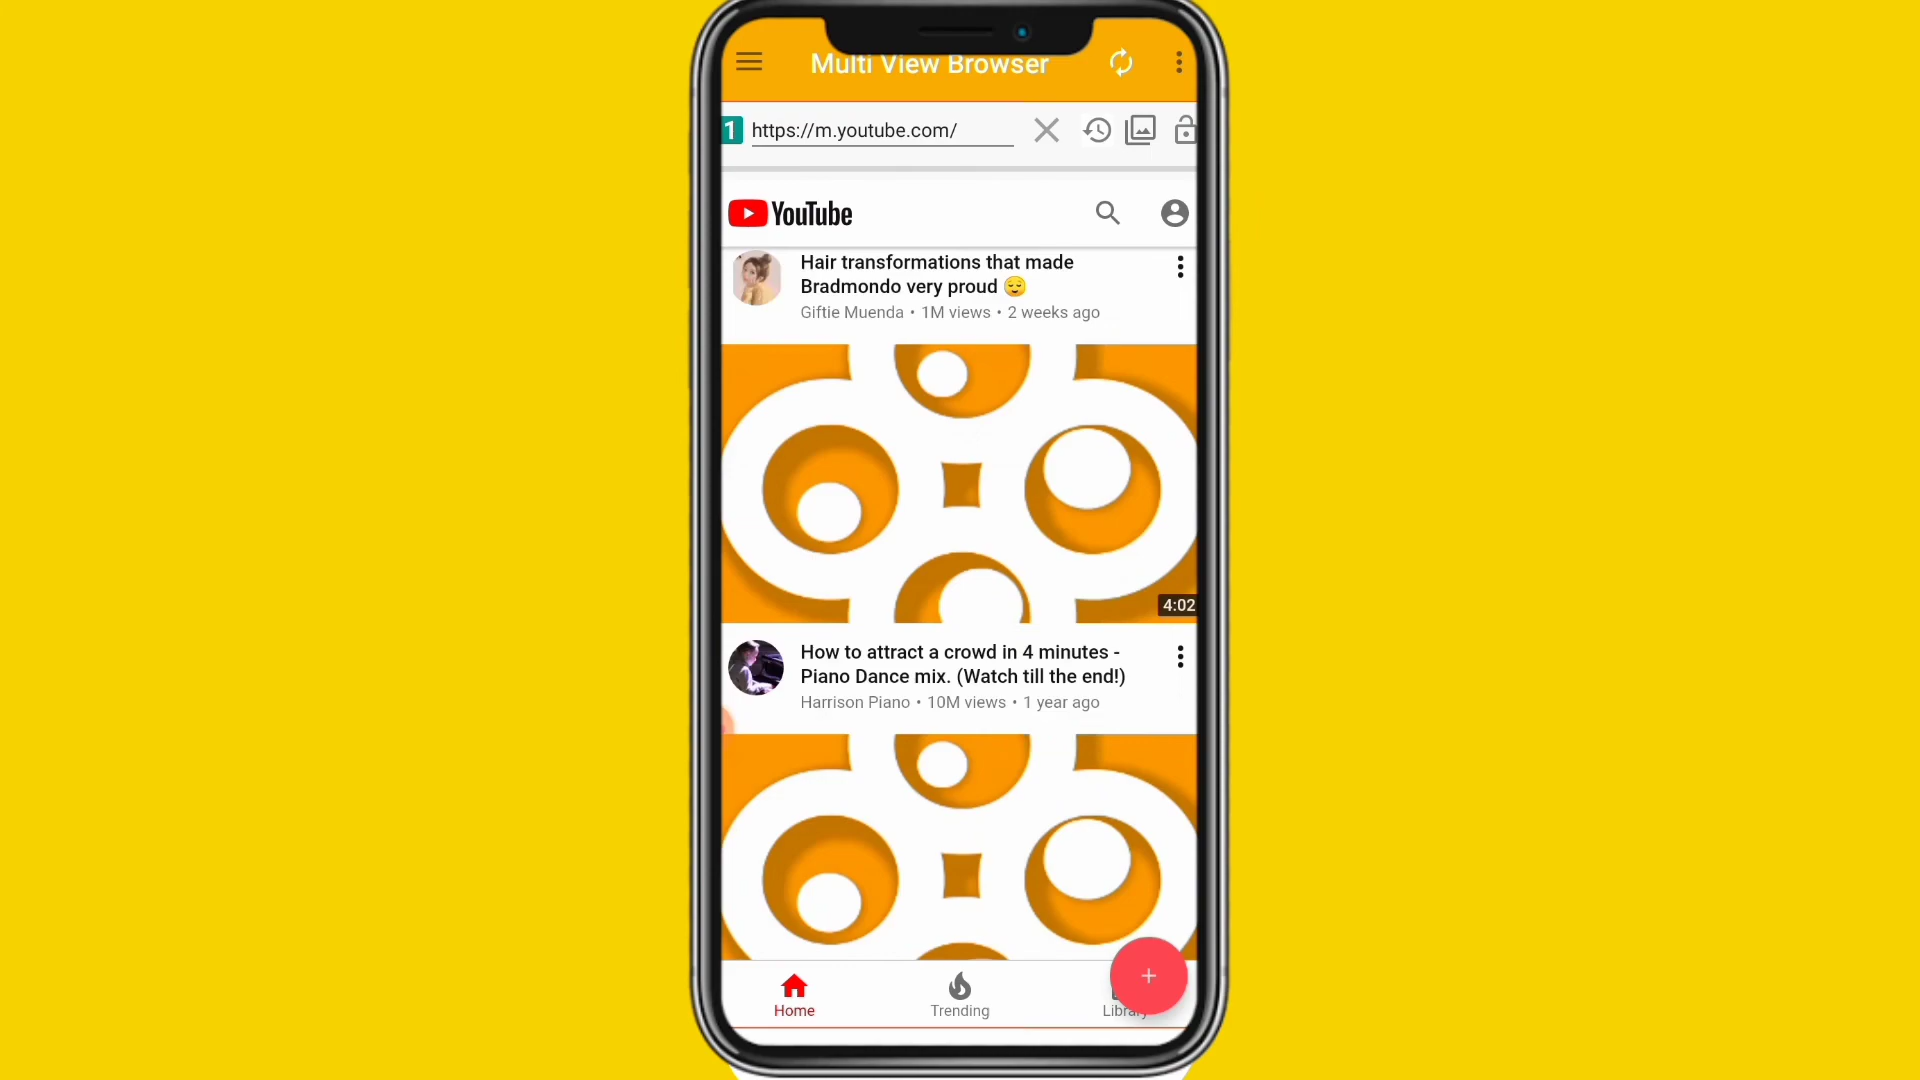 Multi View Browser
1 https://m.youtube.com/
YouTube
Hair transformations that made
Bradmondo very proud 😌
Giftie Muenda • 1M views • 2 weeks ago
4:02
How to attract a crowd in 4 minutes -
Piano Dance mix. (Watch till the end!)
Harrison Piano • 10M views • 1 year ago
+
Home Trending Library